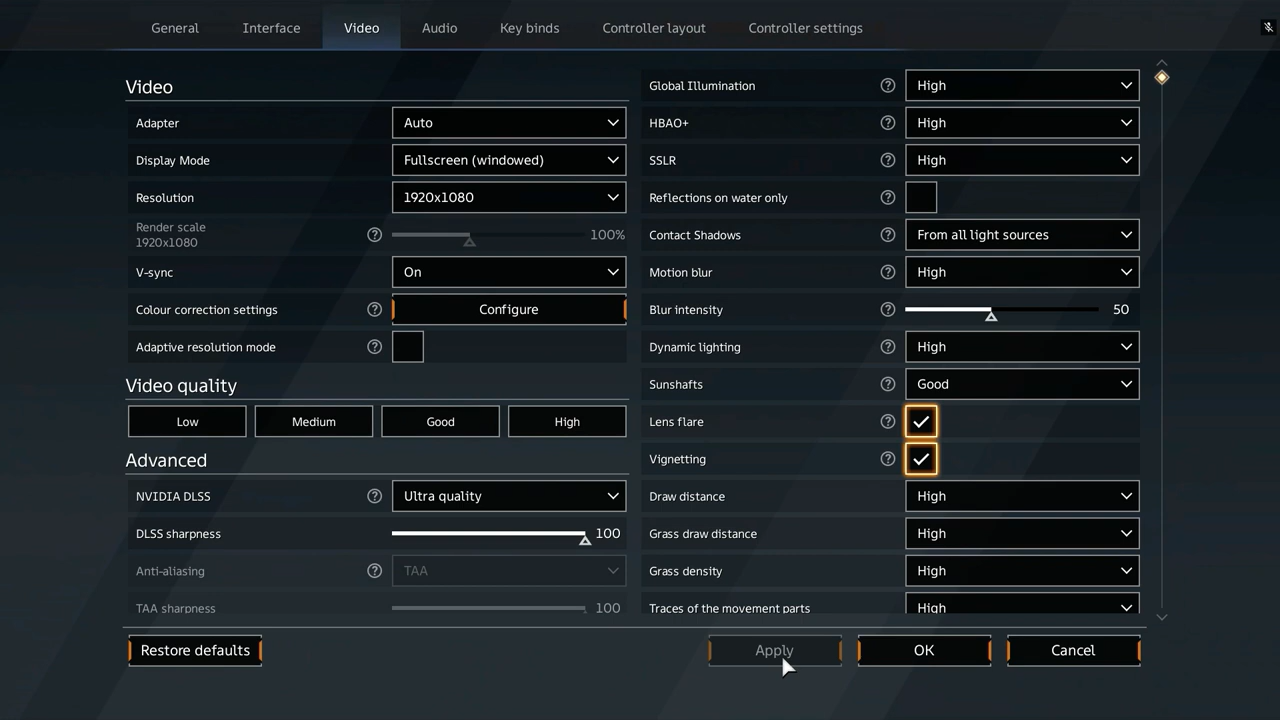 General Interface Video Audio Key binds Controller layout Controller settings
Video
Adapter Auto
Display Mode Fullscreen (windowed)
Resolution 1920x1080
Render scale
1920x1080
100%
V-sync On
Colour correction settings Configure
Adaptive resolution mode
Video quality
Low Medium Good High
Advanced
NVIDIA DLSS Ultra quality
DLSS sharpness 100
Anti-aliasing TAA
TAA sharpness 100
Global Illumination High
HBAO+ High
SSLR High
Reflections on water only
Contact Shadows From all light sources
Motion blur High
Blur intensity 50
Dynamic lighting High
Sunshafts Good
Lens flare
Vignetting
Draw distance High
Grass draw distance High
Grass density High
Traces of the movement parts High
Restore defaults Apply OK Cancel